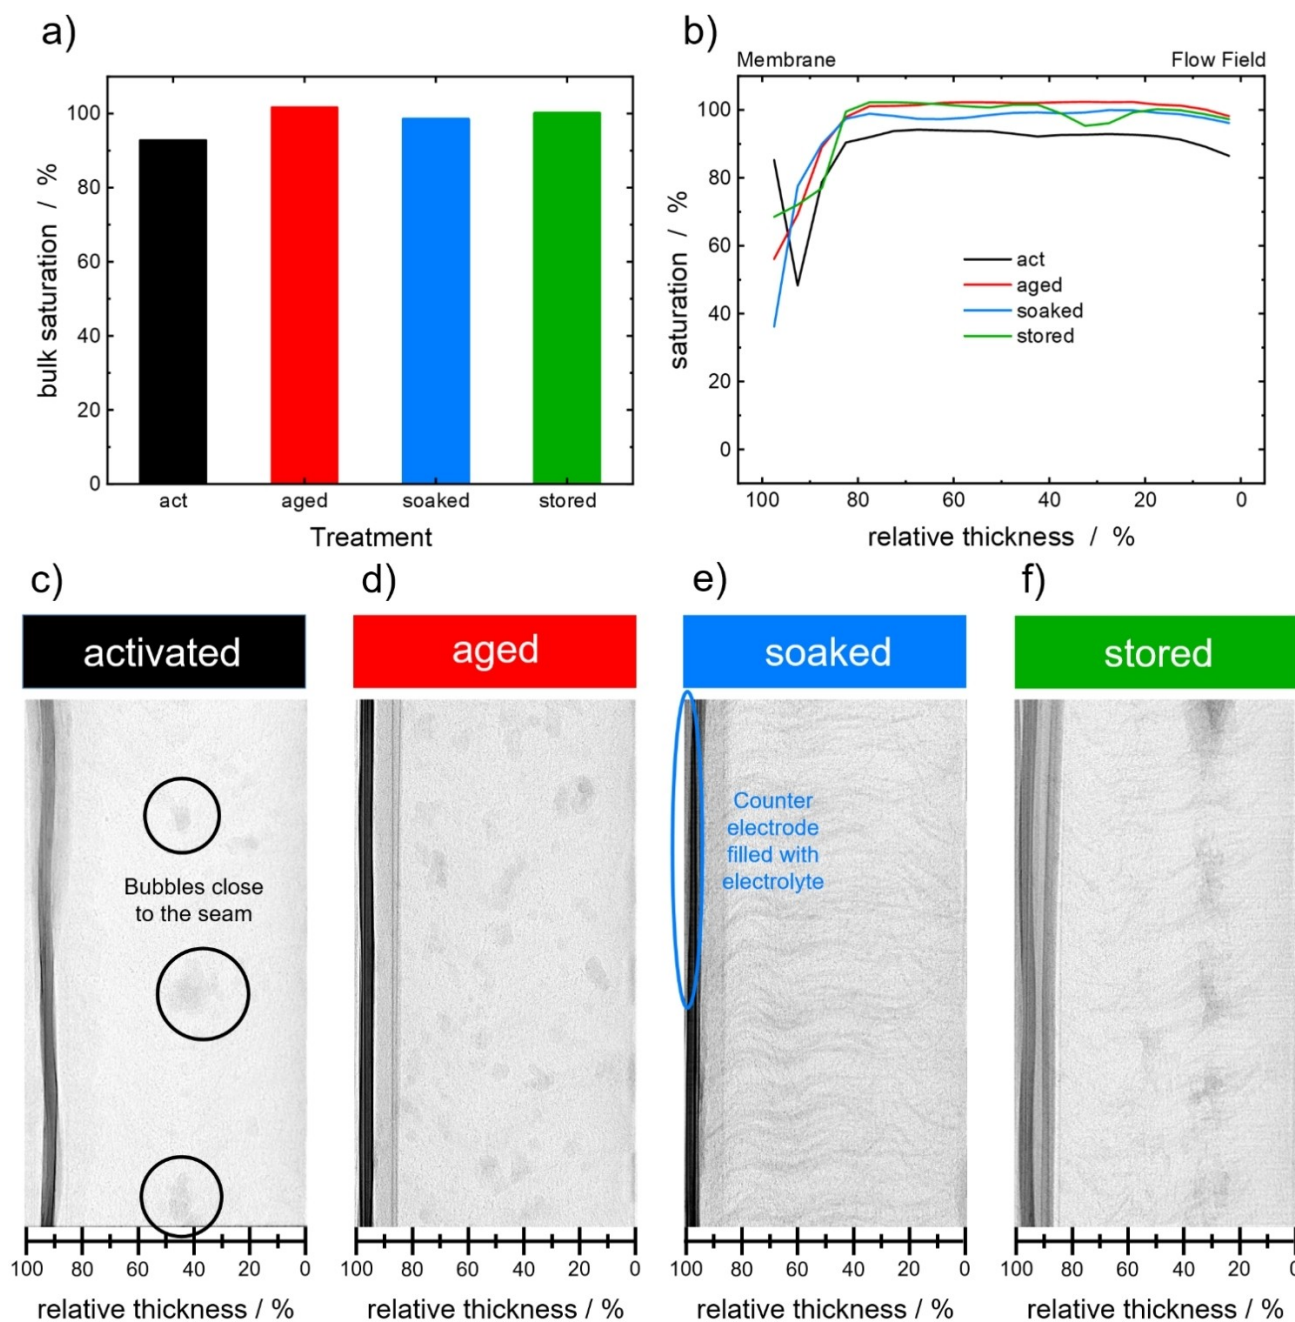 a)
bulk saturation / %
100
80
60
40
20
0
act aged soaked stored
Treatment
b)
Membrane Flow Field
saturation / %
100
80
60
40
20
0
act
aged
soaked
stored
100 80 60 40 20 0
relative thickness / %
c)
activated
Bubbles close
to the seam
100 80 60 40 20 0
relative thickness / %
d)
aged
100 80 60 40 20 0
relative thickness / %
e)
soaked
Counter
electrode
filled with
electrolyte
100 80 60 40 20 0
relative thickness / %
f)
stored
100 80 60 40 20 0
relative thickness / %